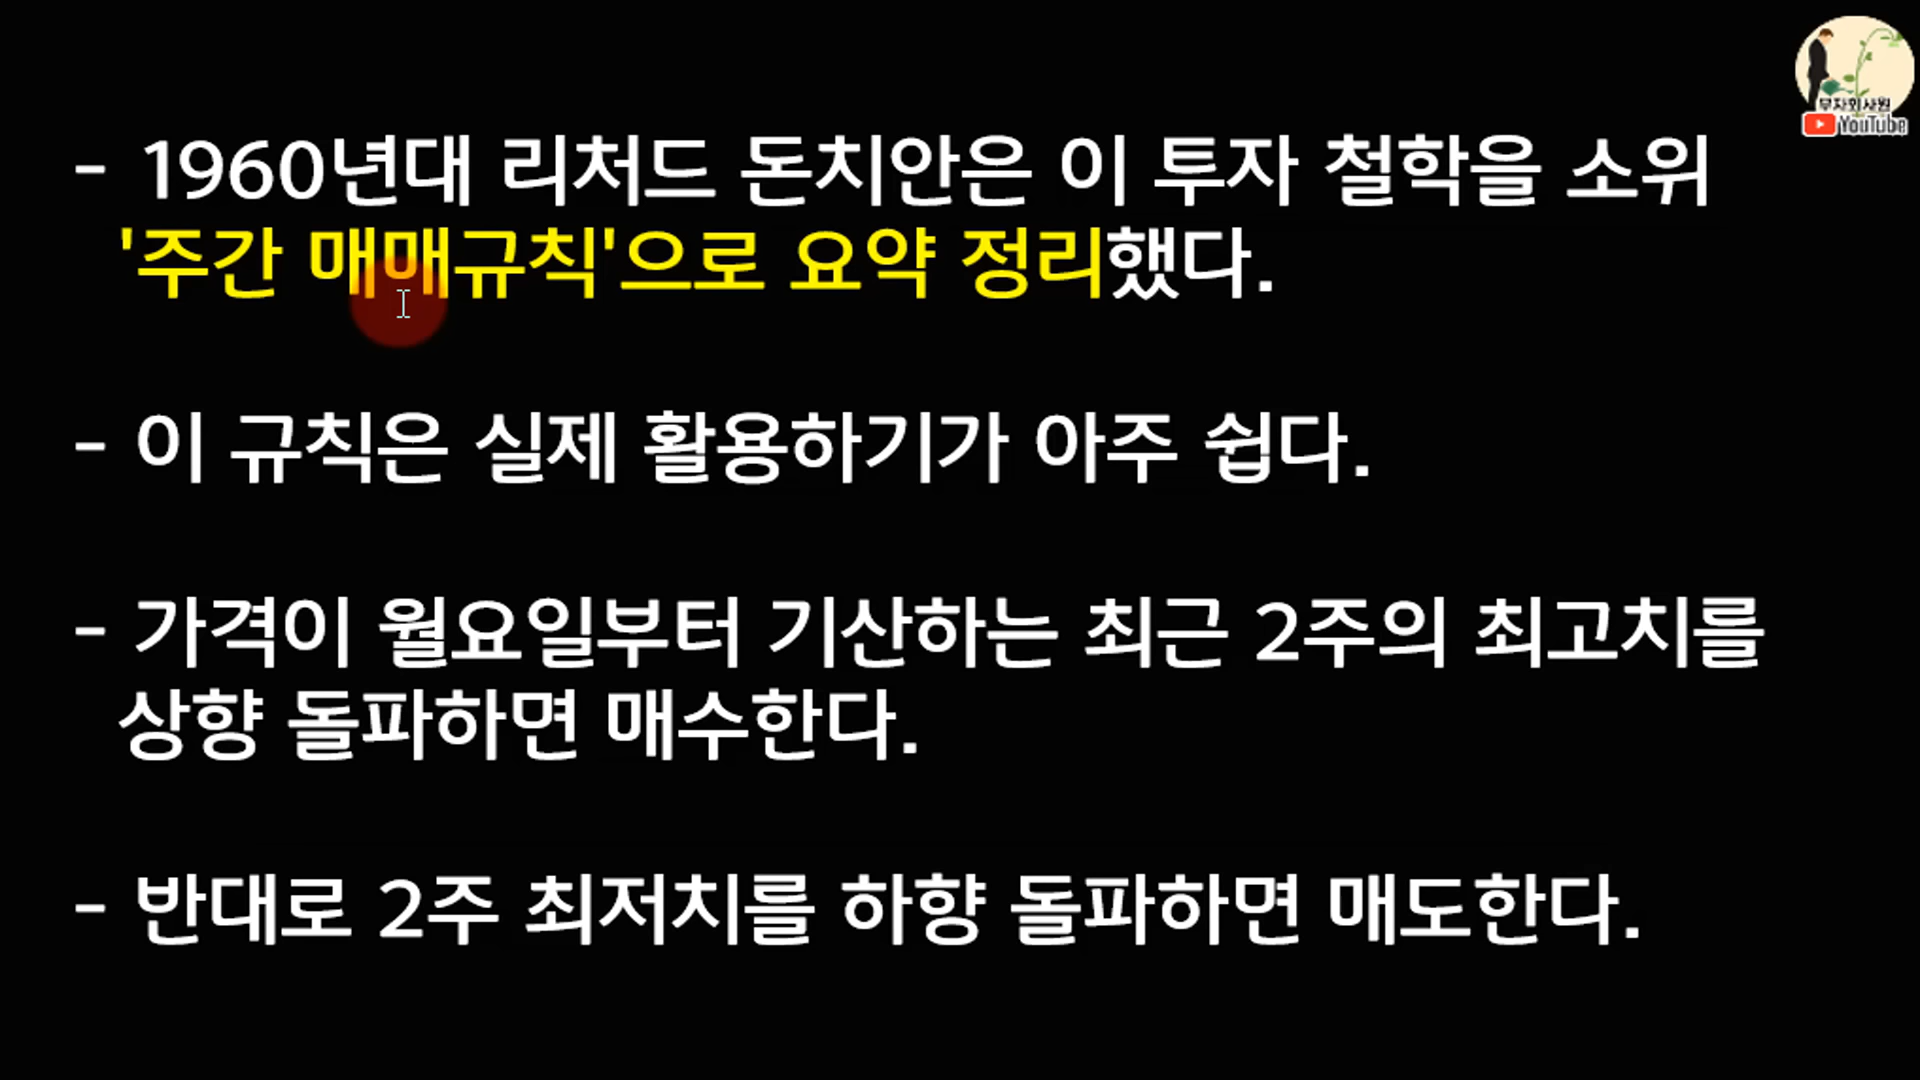 부자회사원
YouTube
- 1960년대 리처드 돈치안은 이 투자 철학을 소위
'주간 매매규칙'으로 요약 정리했다.
- 이 규칙은 실제 활용하기가 아주 쉽다.
- 가격이 월요일부터 기산하는 최근 2주의 최고치를
상향 돌파하면 매수한다.
- 반대로 2주 최저치를 하향 돌파하면 매도한다.